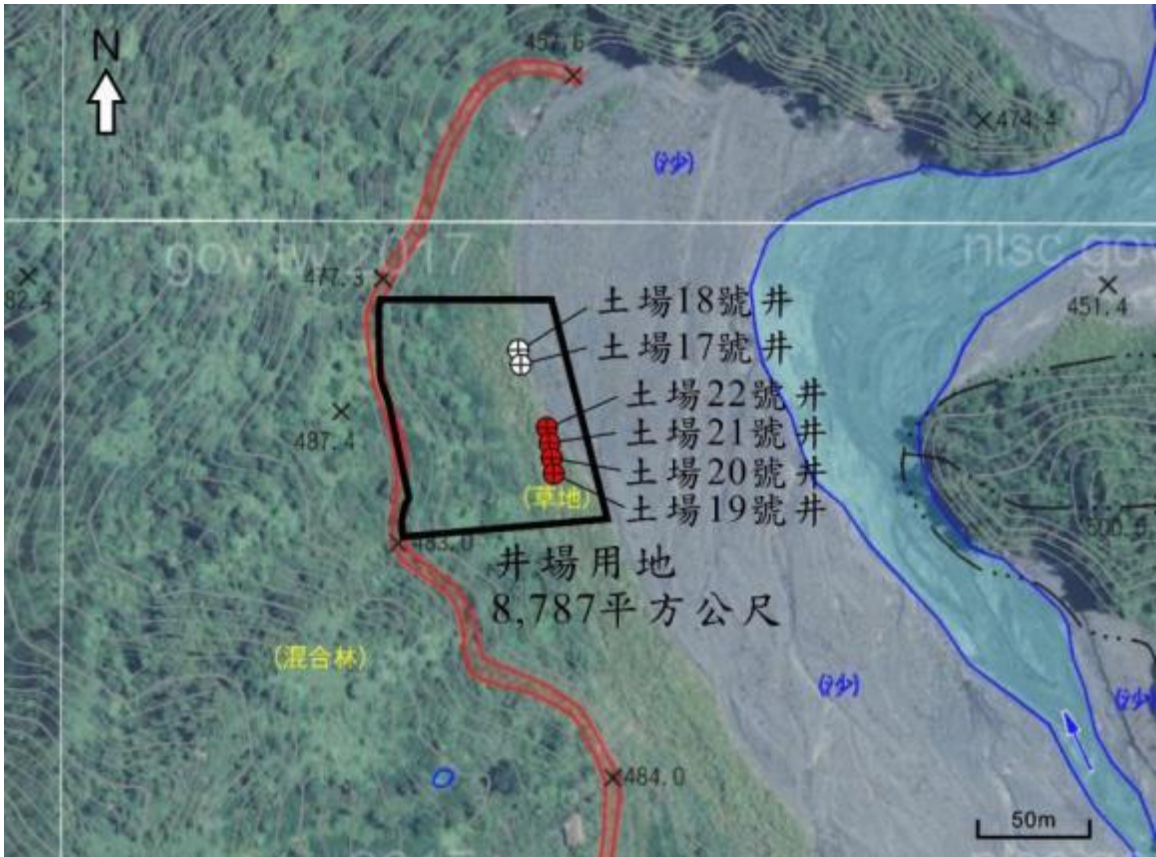 N
457.6
474.4
(沙)
gov.tw 2017
nlsc.gov
477.3
451.4
土場18號井
土場17號井
土場22號井
487.4
土場21號井
土場20號井
(草地)
土場19號井
483.0
井場用地
8,787平方公尺
(混合林)
(沙)
(沙)
484.0
50m